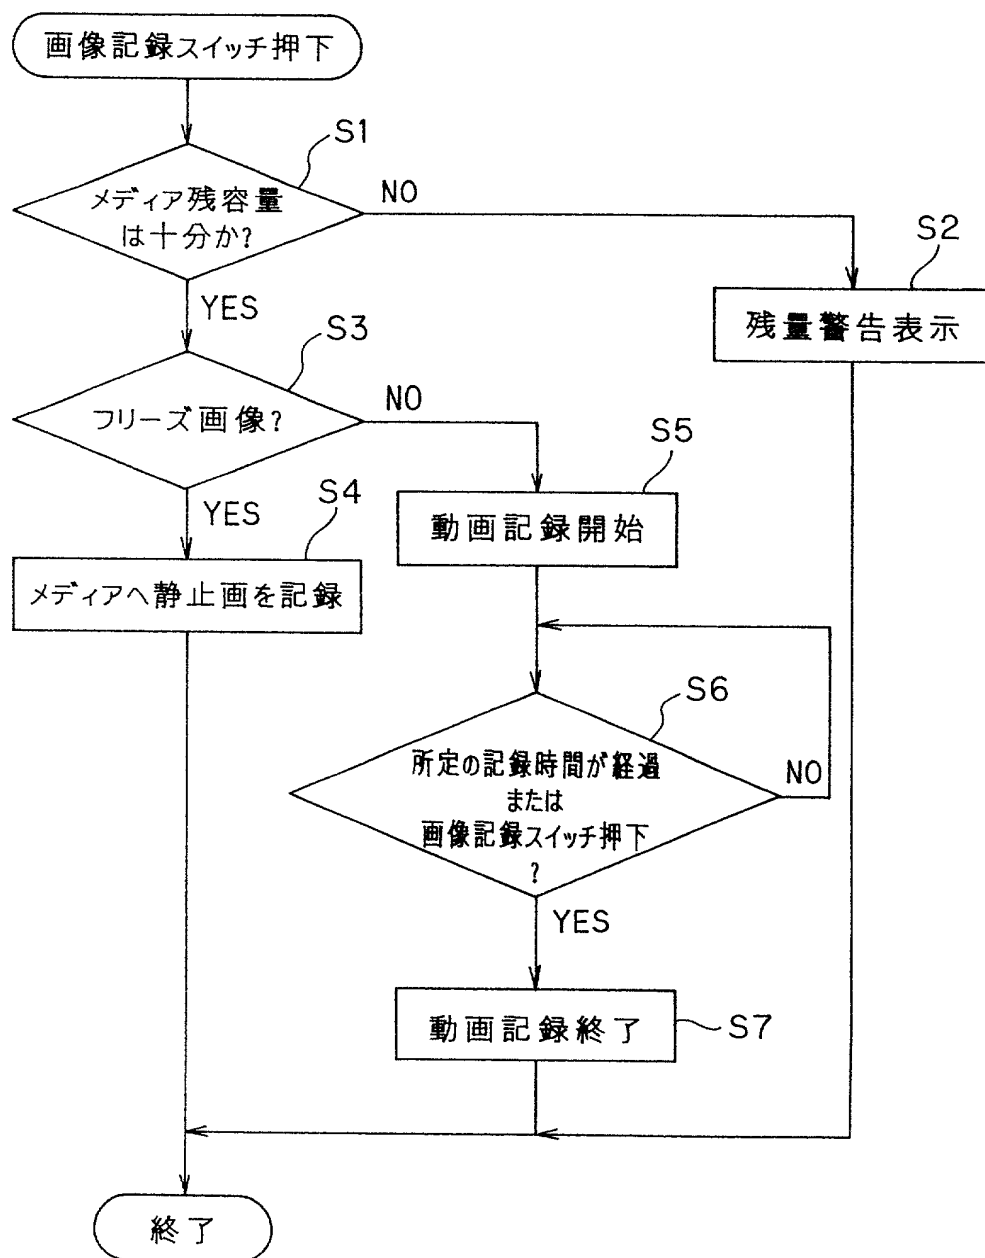 画像記録スイッチ押下
S1
メディア残容量
は十分か?
NO
S2
残量警告表示
YES
S3
フリーズ画像?
NO
S5
動画記録開始
YES
S4
メディアへ静止画を記録
S6
所定の記録時間が経過
または
画像記録スイッチ押下
?
NO
YES
動画記録終了
S7
終了